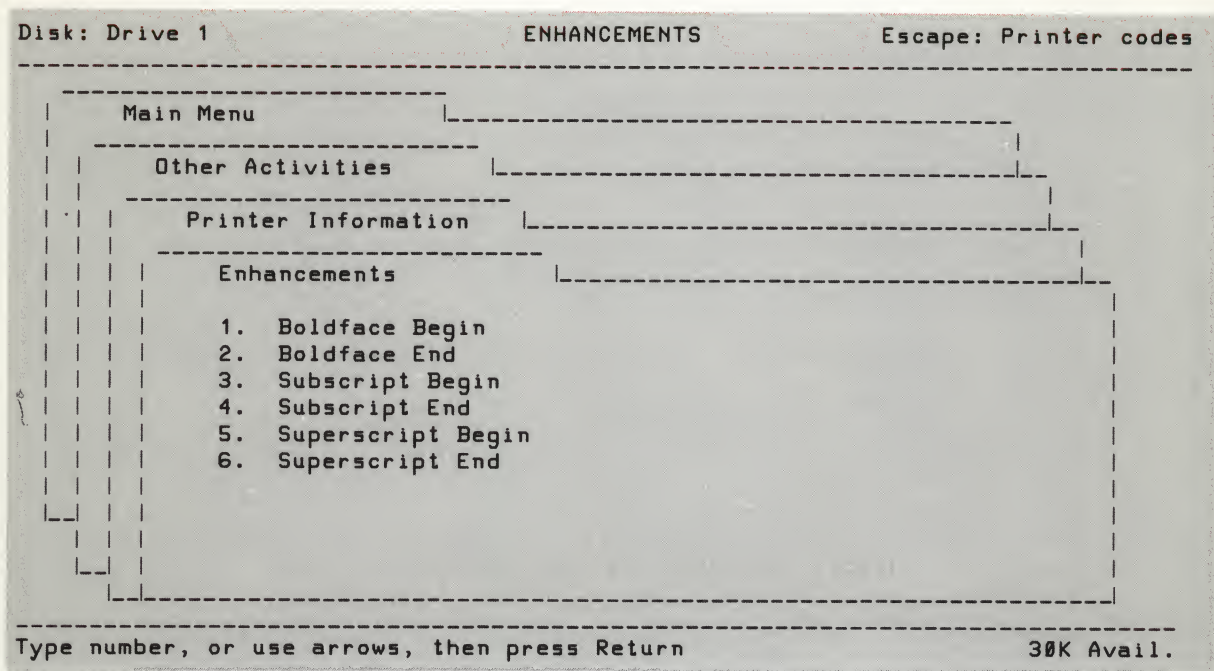 Disk: Drive 1 ENHANCEMENTS Escape: Printer codes
Main Menu
Other Activities
Printer Information
Enhancements
1. Boldface Begin
2. Boldface End
3. Subscript Begin
4. Subscript End
5. Superscript Begin
6. Superscript End
Type number, or use arrows, then press Return 30K Avail.